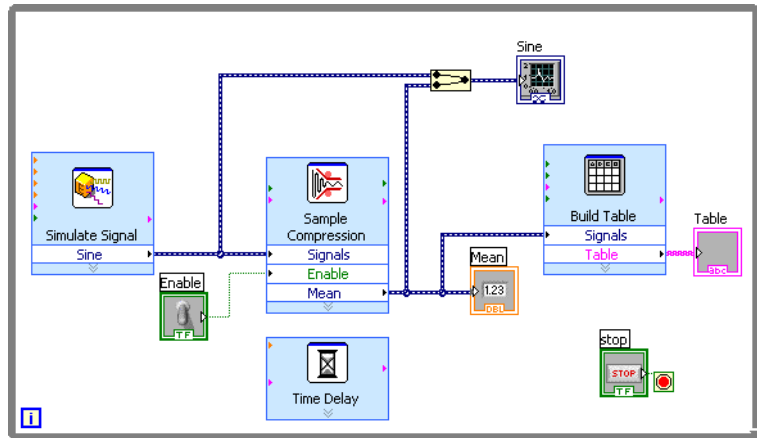 Sine
Simulate Signal
Sine
Sample
Compression
Signals
Enable
Mean
Build Table
Signals
Table
Table
abc
Mean
1.23
DBL
Enable
TF
Time Delay
stop
STOP
TF
i